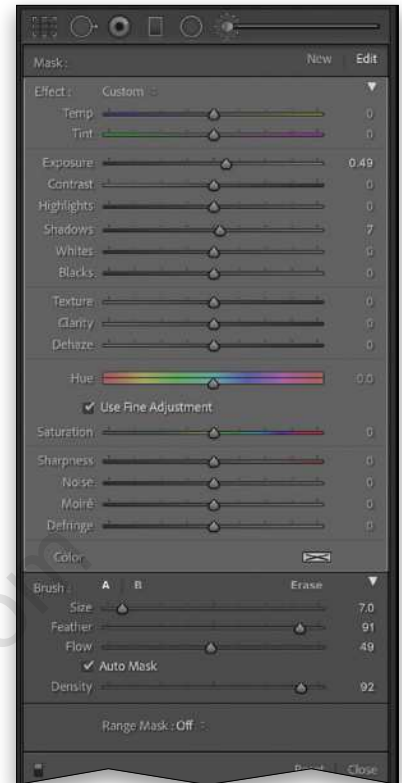 Mask : New Edit
Effect : Custom
Temp 0
Tint 0
Exposure 0.49
Contrast 0
Highlights 0
Shadows 7
Whites 0
Blacks 0
Texture 0
Clarity 0
Dehaze 0
Hue 0.0
Use Fine Adjustment
Saturation 0
Sharpness 0
Noise 0
Moiré 0
Defringe 0
Color
Brush : A B Erase
Size 7.0
Feather 91
Flow 49
Auto Mask
Density 92
Range Mask : Off
Reset Close
om